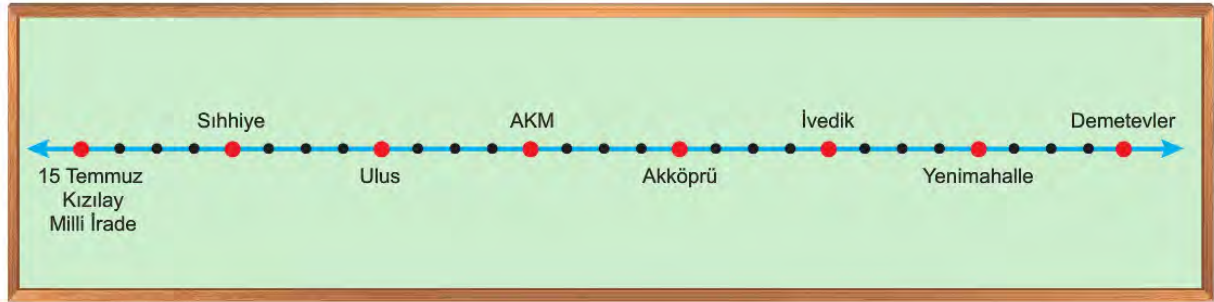 Sıhhiye
AKM
İvedik
Demetevler
15 Temmuz
Kızılay
Milli İrade
Ulus
Akköprü
Yenimahalle